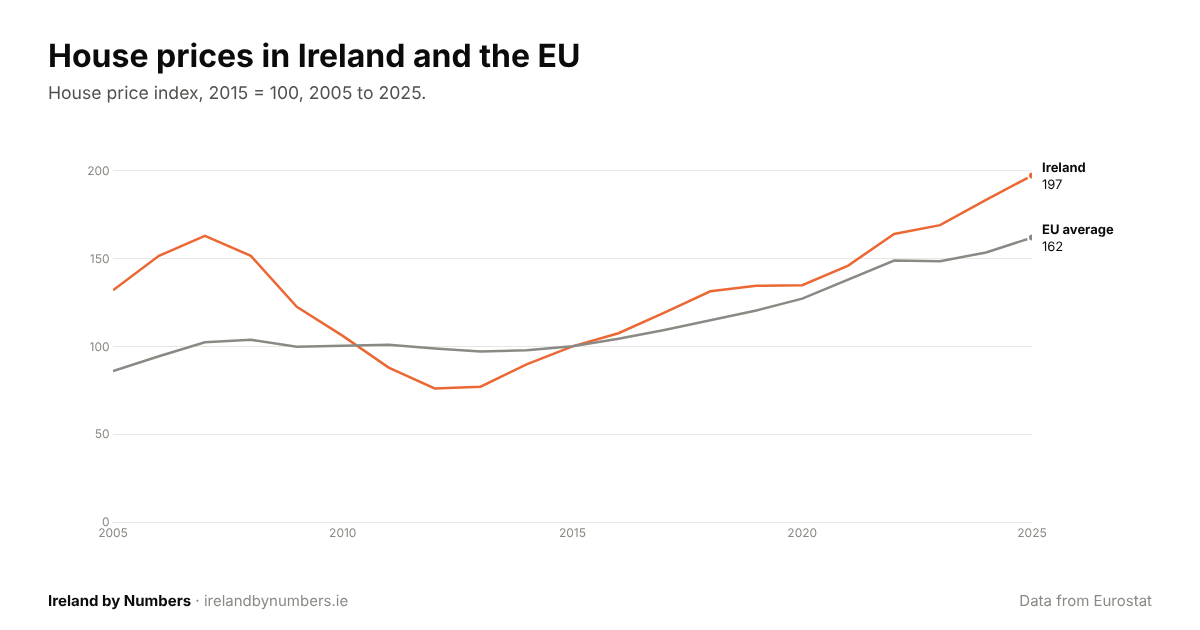 House prices in Ireland and the EU
House price index, 2015 = 100, 2005 to 2025.
200
150
100
50
0
Ireland
197
EU average
162
2005
2010
2015
2020
2025
Ireland by Numbers · irelandbynumbers.ie
Data from Eurostat